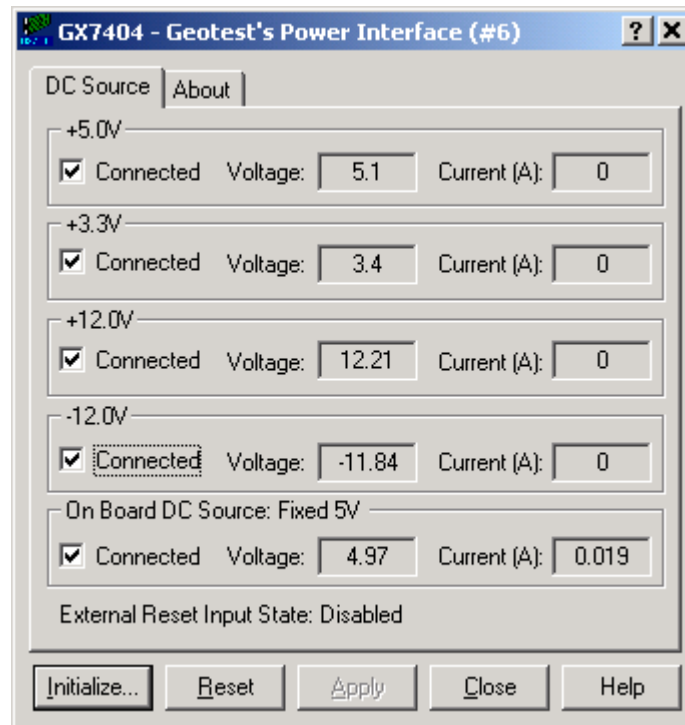 GX7404 - Geotest's Power Interface (#6)
DC Source About
+5.0V
Connected Voltage: 5.1 Current (A): 0
+3.3V
Connected Voltage: 3.4 Current (A): 0
+12.0V
Connected Voltage: 12.21 Current (A): 0
-12.0V
Connected Voltage: -11.84 Current (A): 0
On Board DC Source: Fixed 5V
Connected Voltage: 4.97 Current (A): 0.019
External Reset Input State: Disabled
Initialize... Reset Apply Close Help